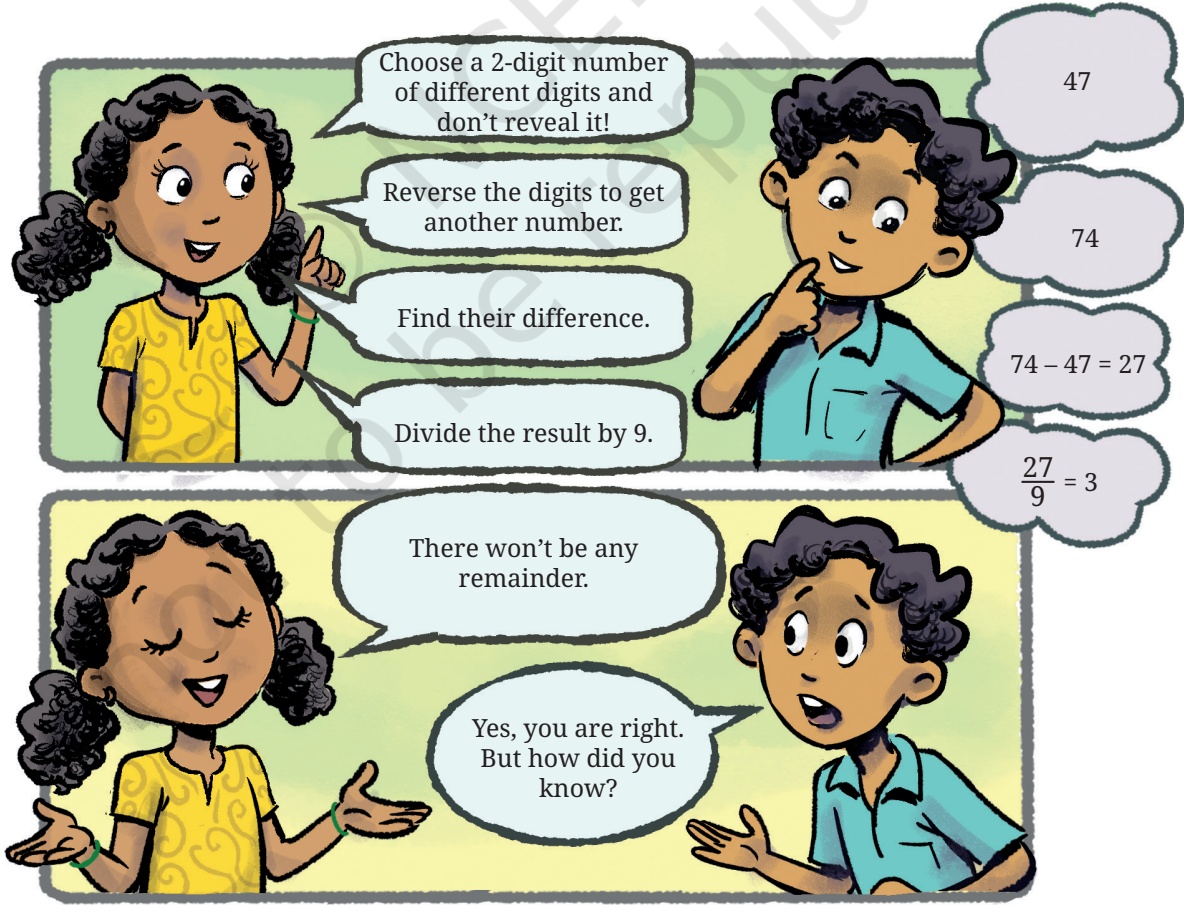 Choose a 2-digit number
of different digits and
don't reveal it!
47
Reverse the digits to get
another number.
74
Find their difference.
74 – 47 = 27
Divide the result by 9.
27/9 = 3
There won't be any
remainder.
Yes, you are right.
But how did you
know?